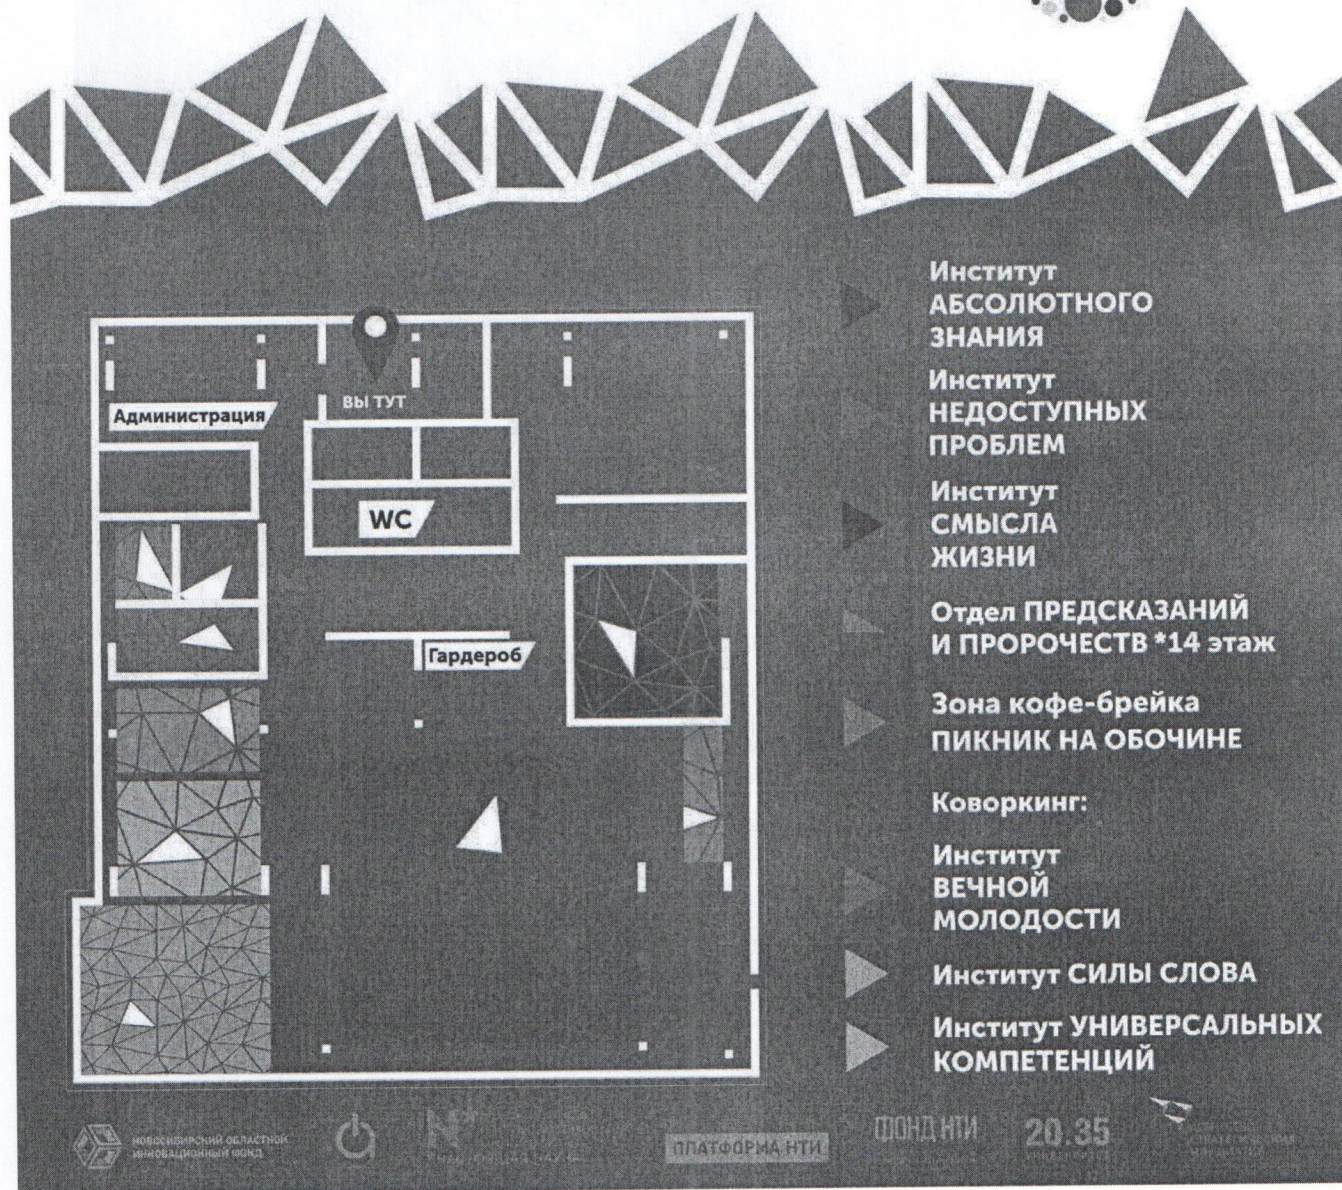 Администрация
ВЫ ТУТ
WC
Гардероб
Институт
АБСОЛЮТНОГО
ЗНАНИЯ
Институт
НЕДОСТУПНЫХ
ПРОБЛЕМ
Институт
СМЫСЛА
ЖИЗНИ
Отдел ПРЕДСКАЗАНИЙ
И ПРОРОЧЕСТВ *14 этаж
Зона кофе-брейка
ПИКНИК НА ОБОЧИНЕ
Коворкинг:
Институт
ВЕЧНОЙ
МОЛОДОСТИ
Институт СИЛЫ СЛОВА
Институт УНИВЕРСАЛЬНЫХ
КОМПЕТЕНЦИЙ
НОВОСИБИРСКИЙ ОБЛАСТНОЙ
ИННОВАЦИОННЫЙ ФОНД
ПЛАТФОРМА НТИ
ФОНД НТИ
20.35
УНИВЕРСИТЕТ